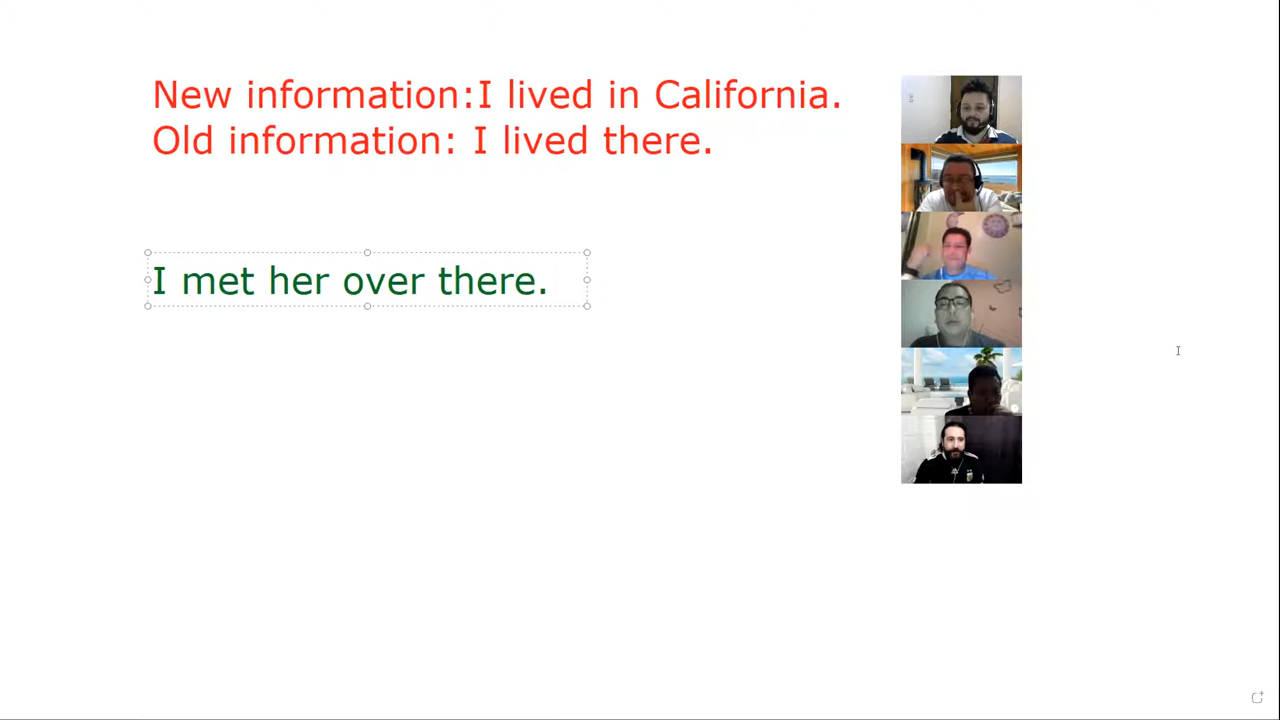 New information:I lived in California.
Old information: I lived there.
I met her over there.